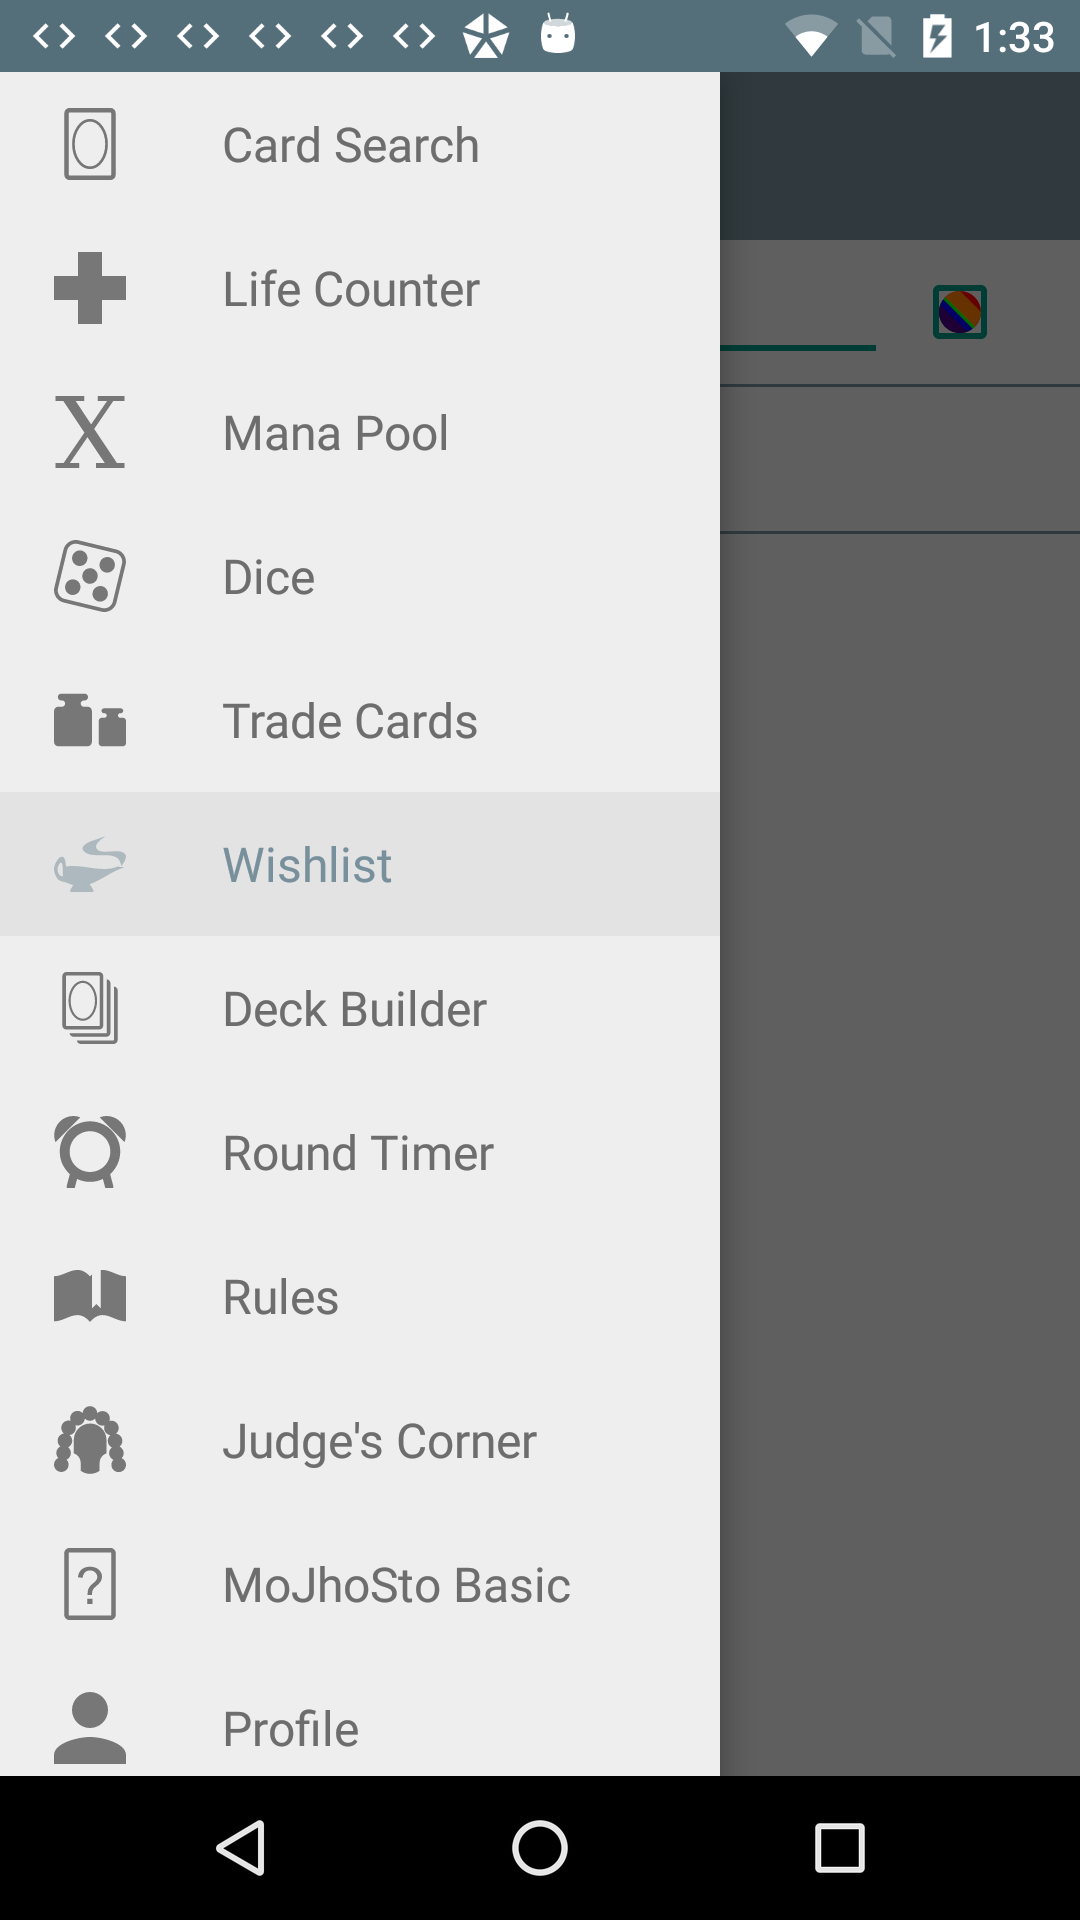 1:33
Card Search
Life Counter
X Mana Pool
Dice
Trade Cards
Wishlist
Deck Builder
Round Timer
Rules
Judge's Corner
? MoJhoSto Basic
Profile